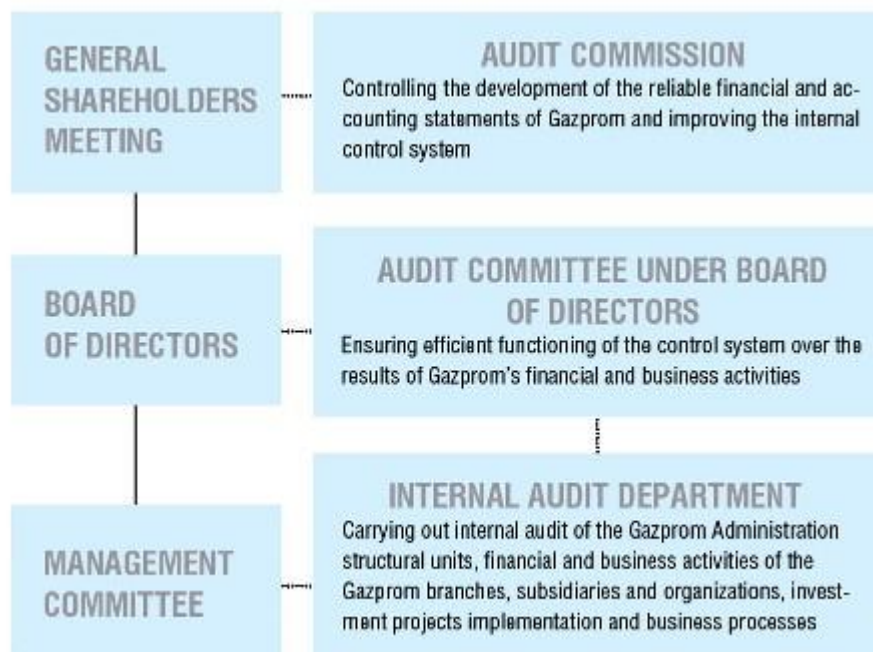 GENERAL
SHAREHOLDERS
MEETING
AUDIT COMMISSION
Controlling the development of the reliable financial and ac-
counting statements of Gazprom and improving the internal
control system
BOARD
OF DIRECTORS
AUDIT COMMITTEE UNDER BOARD
OF DIRECTORS
Ensuring efficient functioning of the control system over the
results of Gazprom's financial and business activities
MANAGEMENT
COMMITTEE
INTERNAL AUDIT DEPARTMENT
Carrying out internal audit of the Gazprom Administration
structural units, financial and business activities of the
Gazprom branches, subsidiaries and organizations, invest-
ment projects implementation and business processes